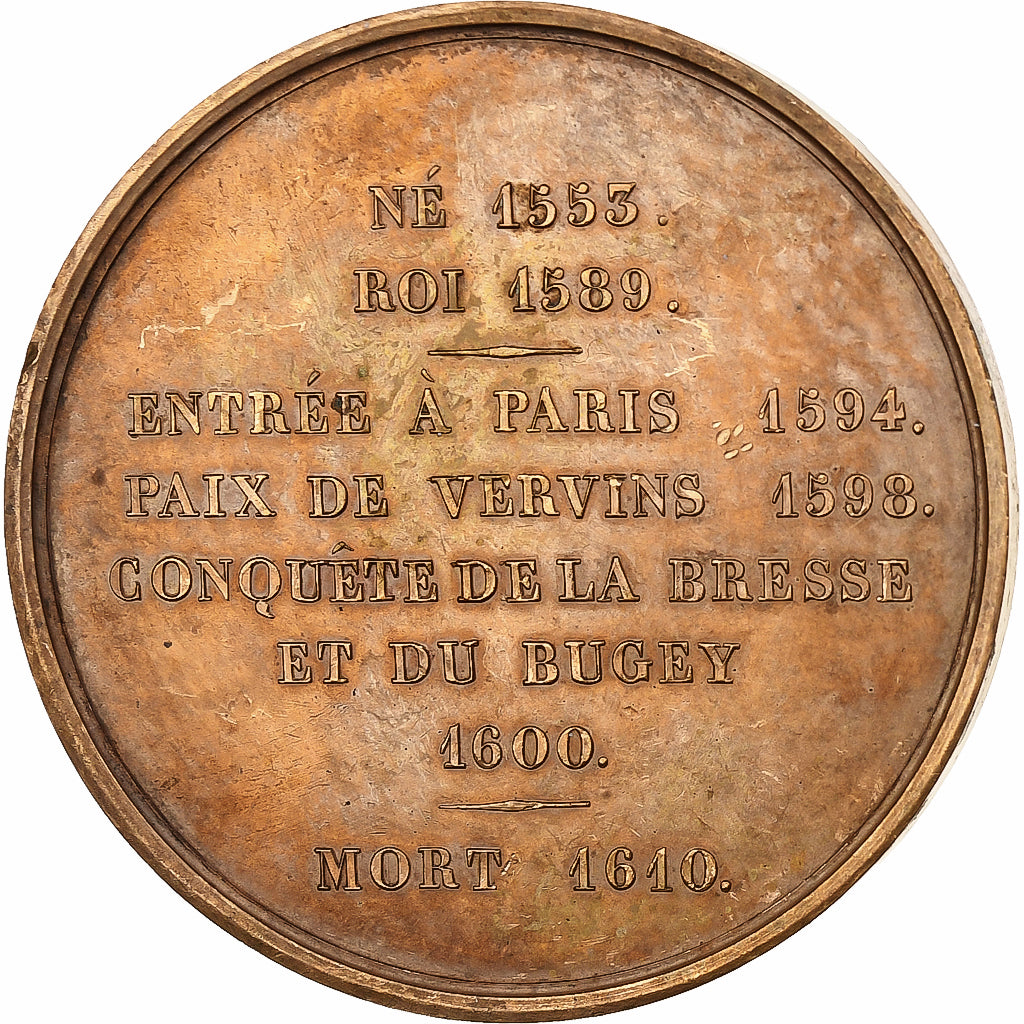 NÉ 1553.
ROI 1589.
ENTRÉE À PARIS 1594.
PAIX DE VERVINS 1598.
CONQUÊTE DE LA BRESSE
ET DU BUGEY
1600.
MORT 1610.